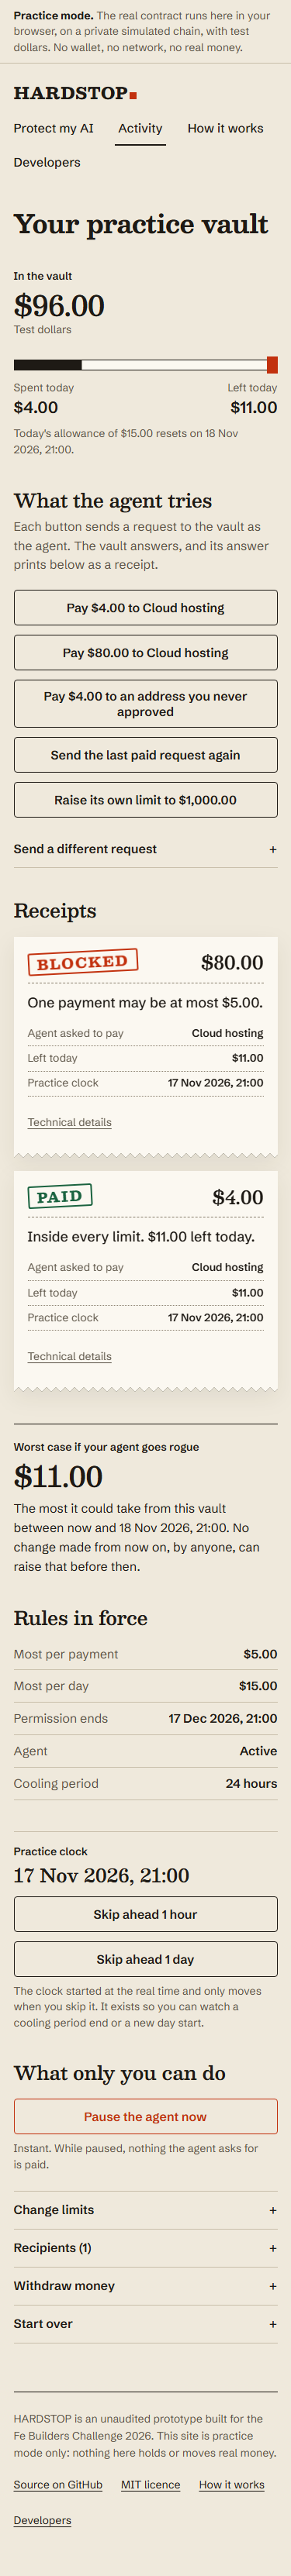 Practice mode. The real contract runs here in your
browser, on a private simulated chain, with test
dollars. No wallet, no network, no real money.
HARDSTOP
Protect my AI Activity How it works
Developers
Your practice vault
In the vault
$96.00
Test dollars
Spent today Left today
$4.00 $11.00
Today's allowance of $15.00 resets on 18 Nov
2026, 21:00.
What the agent tries
Each button sends a request to the vault as
the agent. The vault answers, and its answer
prints below as a receipt.
Pay $4.00 to Cloud hosting
Pay $80.00 to Cloud hosting
Pay $4.00 to an address you never
approved
Send the last paid request again
Raise its own limit to $1,000.00
Send a different request +
Receipts
BLOCKED $80.00
One payment may be at most $5.00.
Agent asked to pay Cloud hosting
Left today $11.00
Practice clock 17 Nov 2026, 21:00
Technical details
PAID $4.00
Inside every limit. $11.00 left today.
Agent asked to pay Cloud hosting
Left today $11.00
Practice clock 17 Nov 2026, 21:00
Technical details
Worst case if your agent goes rogue
$11.00
The most it could take from this vault
between now and 18 Nov 2026, 21:00. No
change made from now on, by anyone, can
raise that before then.
Rules in force
Most per payment $5.00
Most per day $15.00
Permission ends 17 Dec 2026, 21:00
Agent Active
Cooling period 24 hours
Practice clock
17 Nov 2026, 21:00
Skip ahead 1 hour
Skip ahead 1 day
The clock started at the real time and only moves
when you skip it. It exists so you can watch a
cooling period end or a new day start.
What only you can do
Pause the agent now
Instant. While paused, nothing the agent asks for
is paid.
Change limits +
Recipients (1) +
Withdraw money +
Start over +
HARDSTOP is an unaudited prototype built for the
Fe Builders Challenge 2026. This site is practice
mode only: nothing here holds or moves real money.
Source on GitHub MIT licence How it works
Developers